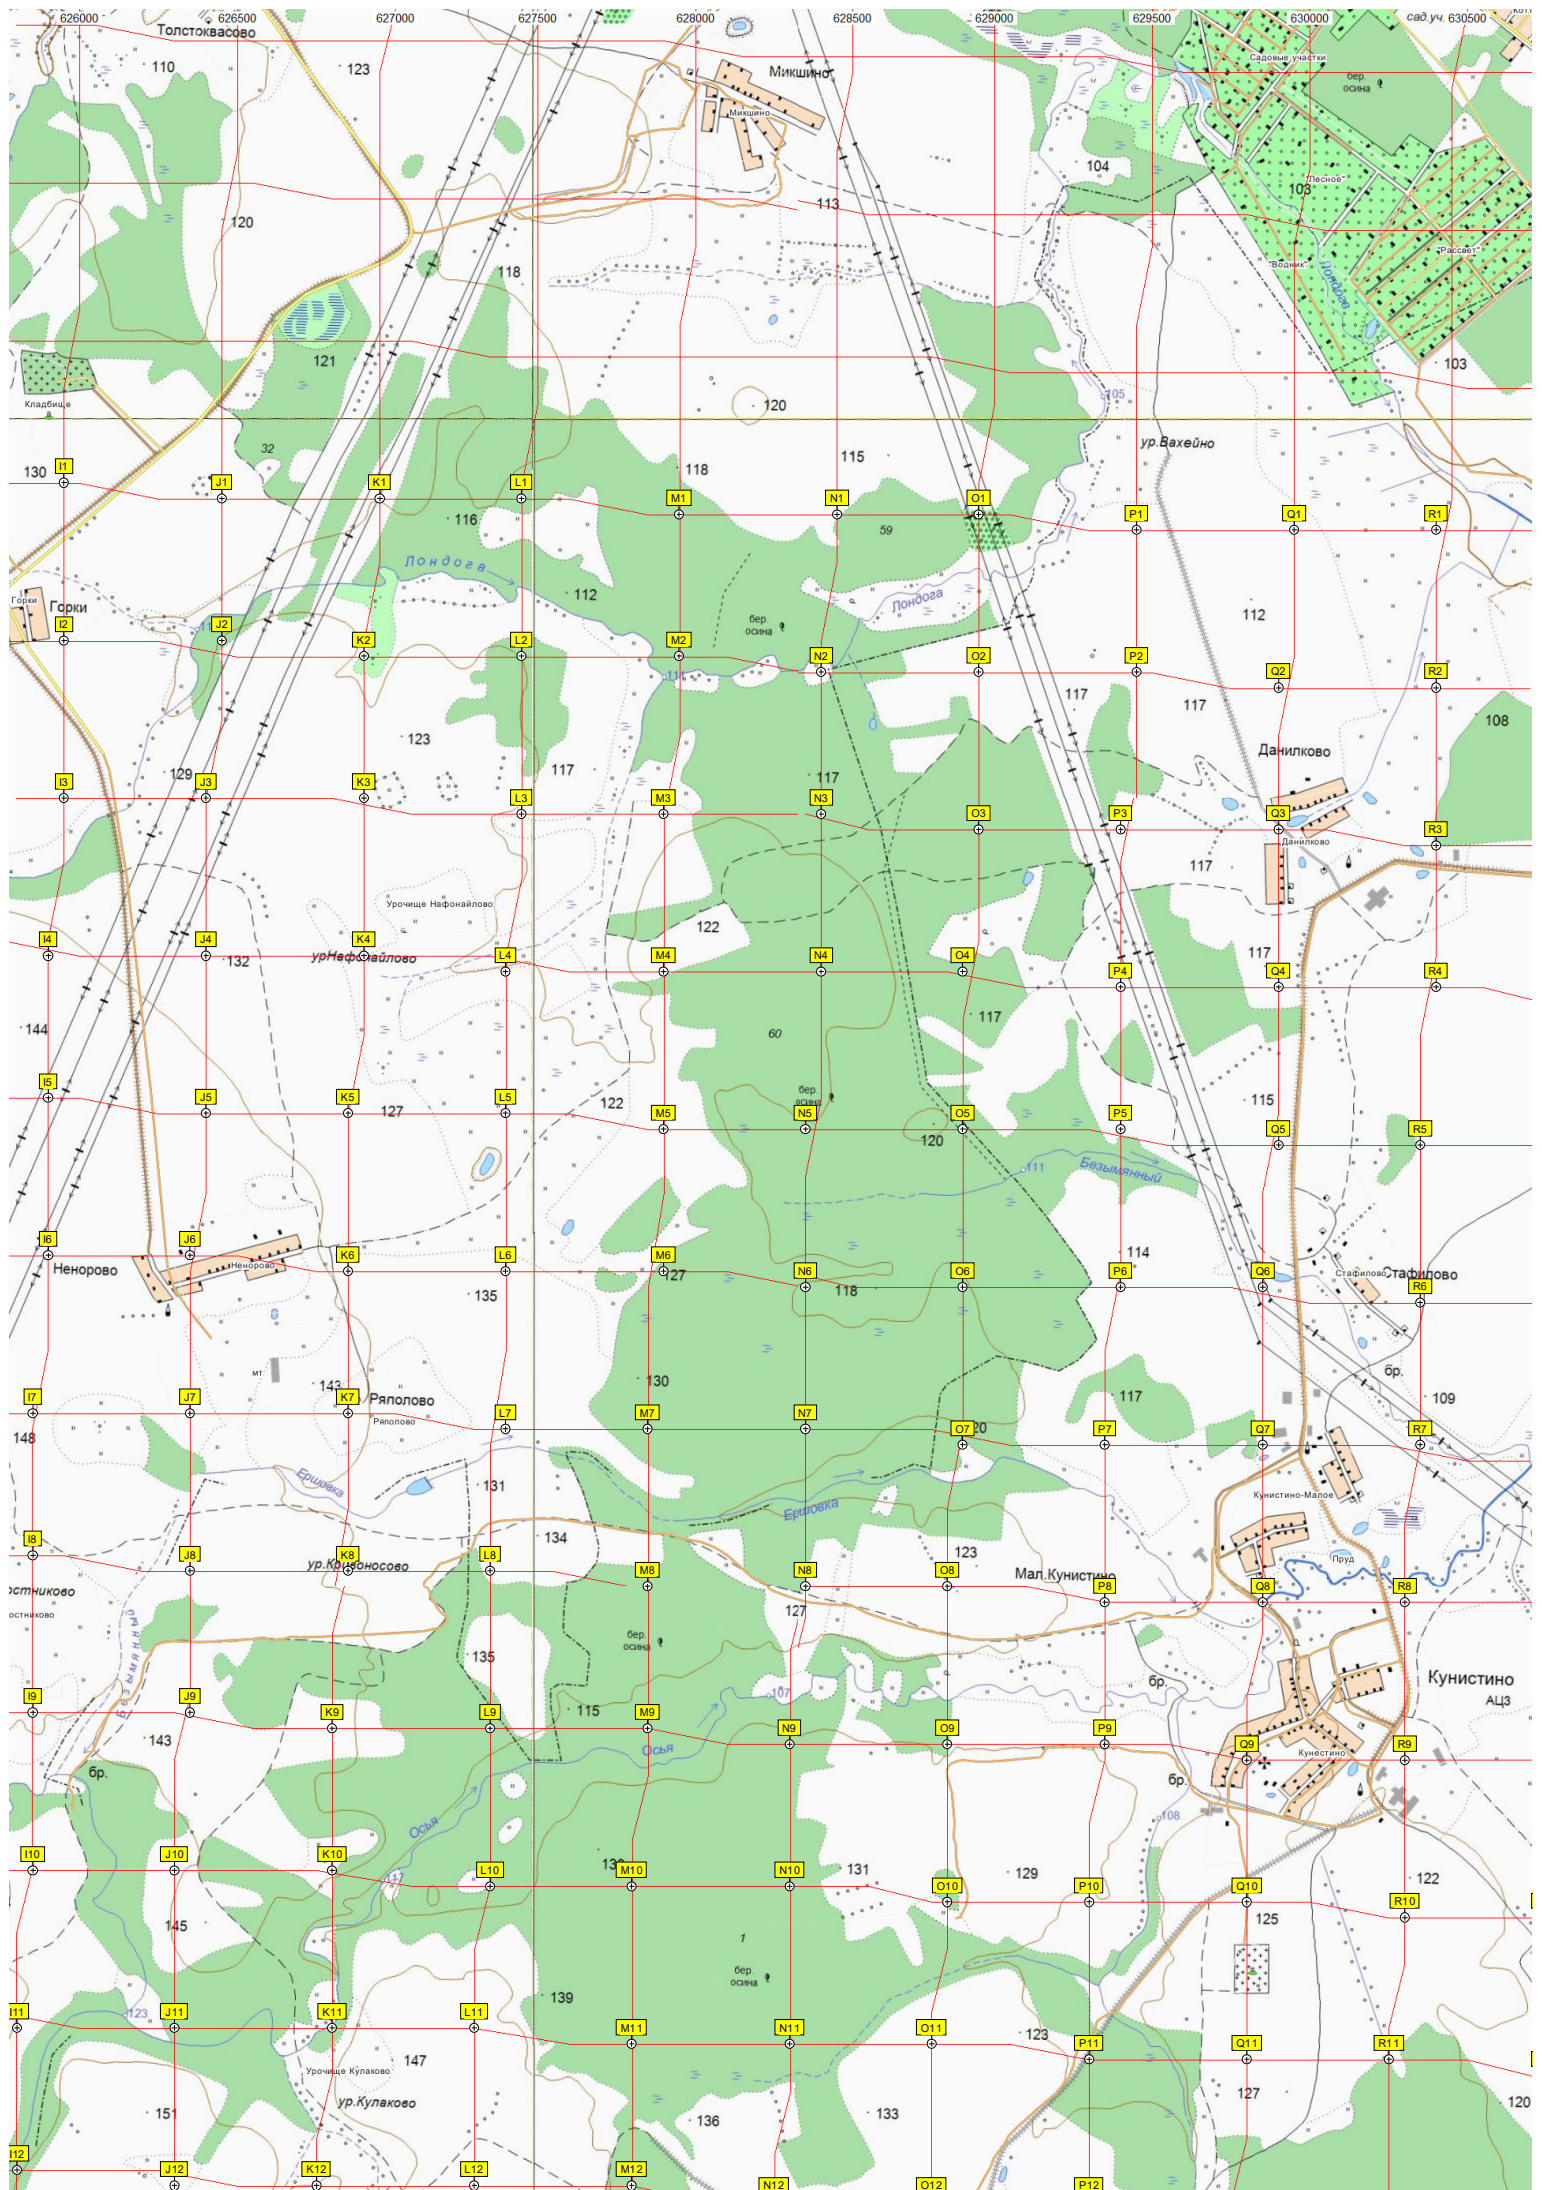 626000 626500 627000 627500 628000 628500 629000 629500 630000 630500
сад.уч.
Толстоквасово
Садовые участки
110
123
Микшино
бер.
осина
Микшино
104
"Лесное"
103
113
120
"Рассвет"
"Водник"
Лондога
118
121
103
Кладбище
105
120
32
ур.Вахейно
115
130
118
I1 J1 K1 L1 M1 N1 O1 P1 Q1 R1
116
59
Лондога
112
Горки
Горки
Лондога
112
бер.
осина
I2 J2 K2 L2 M2 N2 O2 P2 Q2 R2
111
117
117
108
123
Данилково
117
129
117
I3 J3 K3 L3 M3 N3 O3 P3 Q3 R3
Данилково
117
Урочище Нафонайлово
122
I4 J4 K4 L4 M4 N4 O4 P4 Q4 R4
117
132
144
117
60
I5 J5 K5 L5 M5 N5 O5 P5 Q5 R5
бер.
осина
127
122
115
120
Безымянный
111
I6 J6 K6 L6 M6 N6 O6 P6 Q6 R6
114
Ненорово
Ненорово
127
Стафилово
Стафилово
135
118
мт
бр.
130
143
117
109
Ряполово
I7 J7 K7 L7 M7 N7 O7 P7 Q7 R7
Ряполово
148
131
Ершовка
Кунистино-Малое
Ершовка
134
I8 J8 K8 L8 M8 N8 O8 P8 Q8 R8
123
Пруд
ур.Кривоносово
Мал.Кунистино
остниково
127
остниково
Безымянный
бер.
осина
135
Кунистино
бр.
107
АЦЗ
I9 J9 K9 L9 M9 N9 O9 P9 Q9 R9
115
143
Осья
Кунестино
бр.
бр.
108
Осья
I10 J10 K10 L10 M10 N10 O10 P10 Q10 R10
131
129
122
117
145
125
1
бер.
осина
139
123
I11 J11 K11 L11 M11 N11 O11 P11 Q11 R11
123
147
Урочище Кулаково
127
ур.Кулаково
120
151
136
133
I12 J12 K12 L12 M12 N12 O12 P12